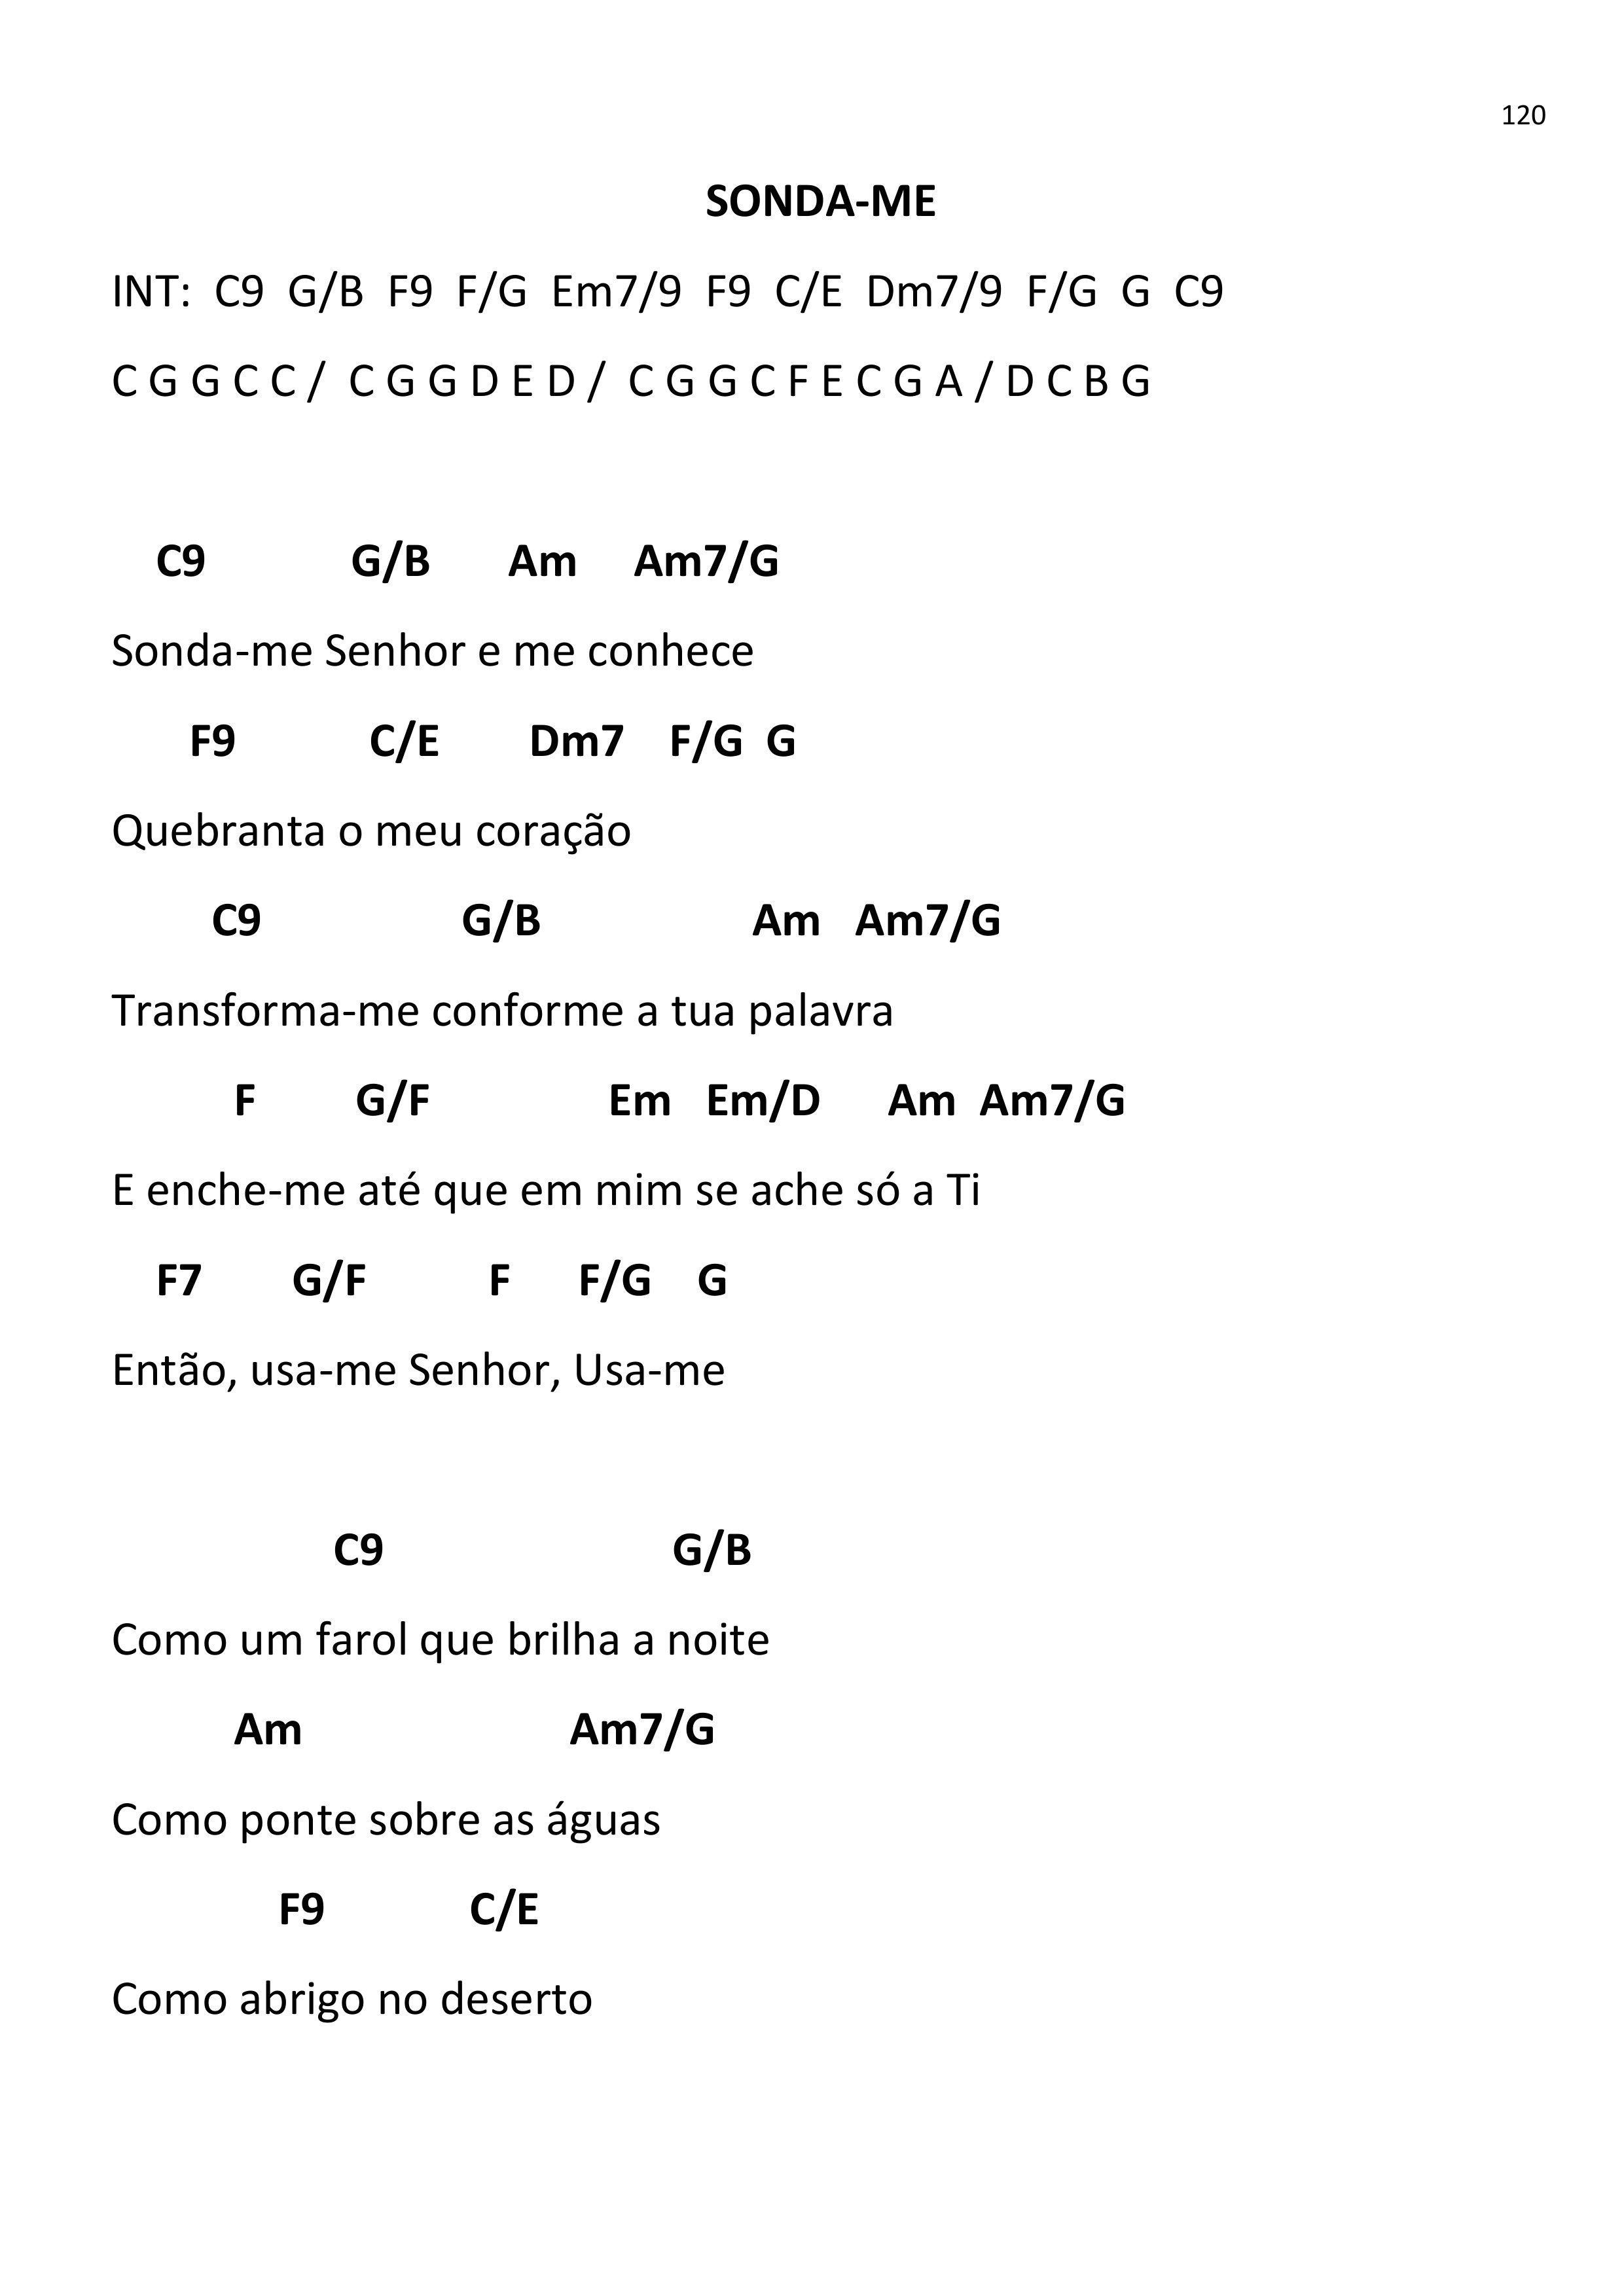 120
SONDA-ME
INT: C9 G/B F9 F/G Em7/9 F9 C/E Dm7/9 F/G G C9
C G G C C / C G G D E D / C G G C F E C G A / D C B G
C9 G/B Am Am7/G
Sonda-me Senhor e me conhece
F9 C/E Dm7 F/G G
Quebranta o meu coração
C9 G/B Am Am7/G
Transforma-me conforme a tua palavra
F G/F Em Em/D Am Am7/G
E enche-me até que em mim se ache só a Ti
F7 G/F F F/G G
Então, usa-me Senhor, Usa-me
C9 G/B
Como um farol que brilha a noite
Am Am7/G
Como ponte sobre as águas
F9 C/E
Como abrigo no deserto